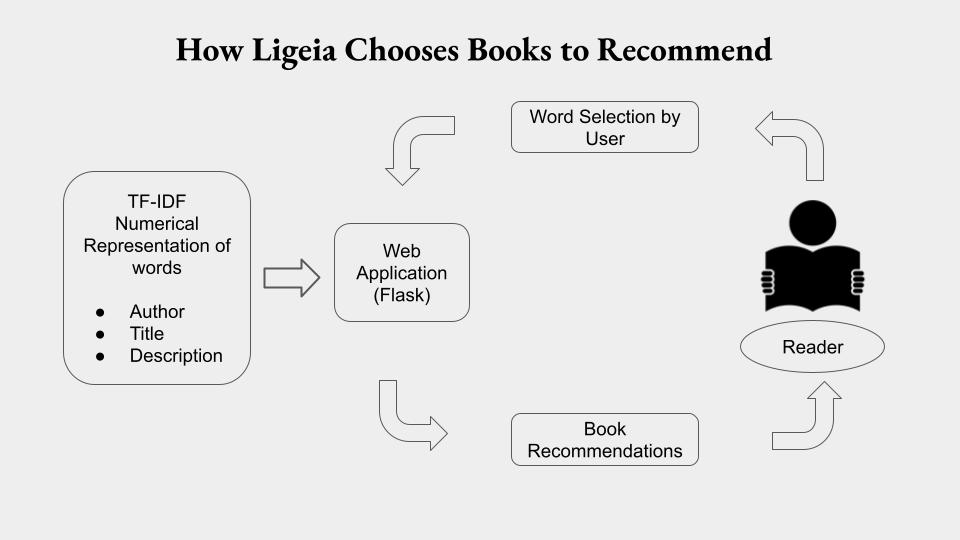 How Ligeia Chooses Books to Recommend
Word Selection by
User
TF-IDF
Numerical
Representation of
words
● Author
● Title
● Description
Web
Application
(Flask)
Reader
Book
Recommendations